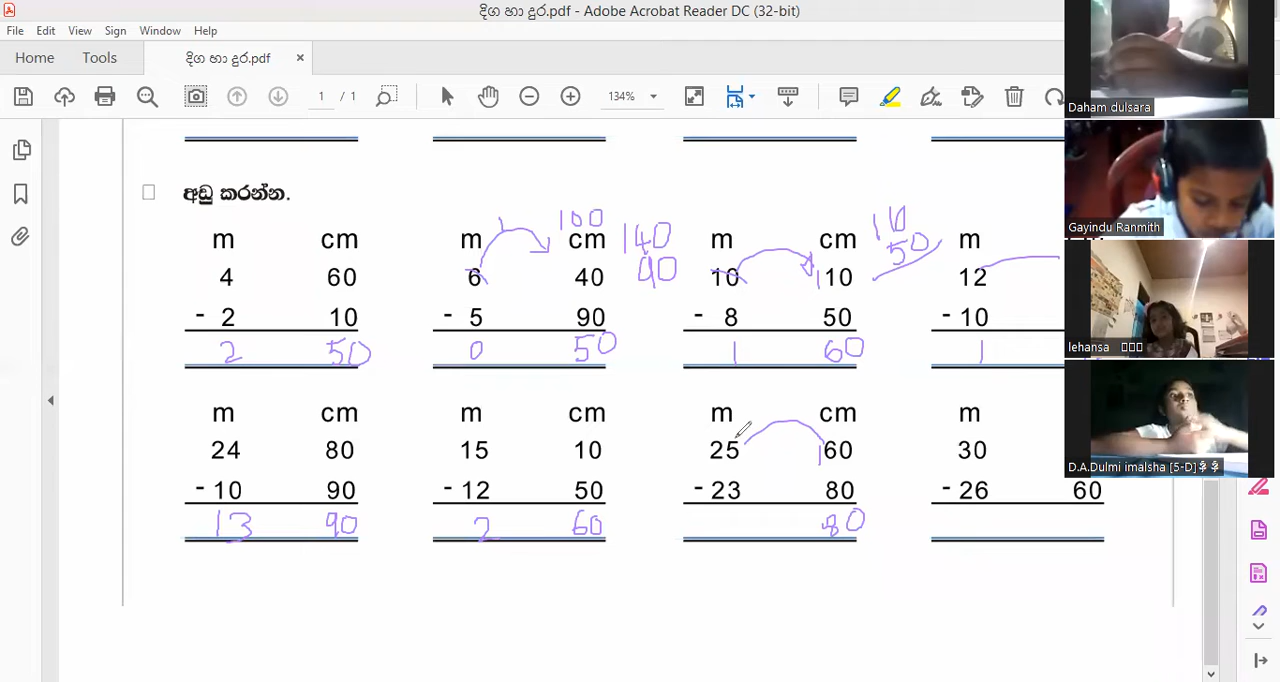 දිග හා දුර.pdf - Adobe Acrobat Reader DC (32-bit)
File Edit View Sign Window Help
Home Tools දිග හා දුර.pdf ×
1 / 1 134%
අඩු කරන්න.
100
110
m cm m cm 140 m cm 50 m
4 60 6 40 90 10 110 12
- 2 10 - 5 90 - 8 50 - 10
2 50 0 50 1 60 1
m cm m cm m cm m
24 80 15 10 25 160 30
- 10 90 - 12 50 - 23 80 - 26 60
13 90 2 60 80
Daham dulsara
Gayindu Ranmith
lehansa
D.A.Dulmi imalsha [5-D]